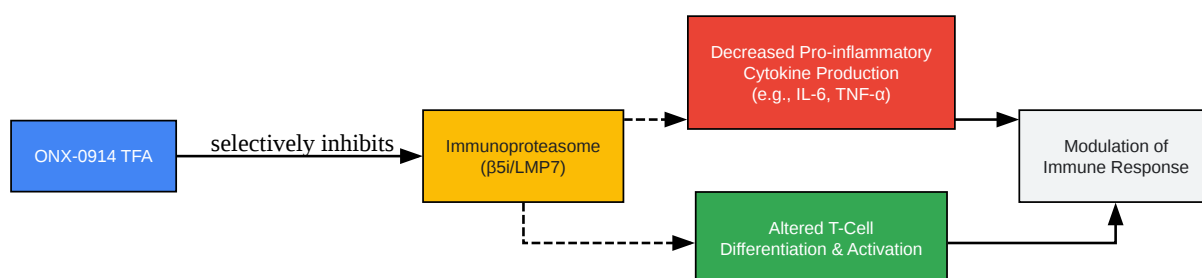 ONX-0914 TFA
selectively inhibits
Immunoproteasome
(β5i/LMP7)
Decreased Pro-inflammatory
Cytokine Production
(e.g., IL-6, TNF-α)
Altered T-Cell
Differentiation & Activation
Modulation of
Immune Response